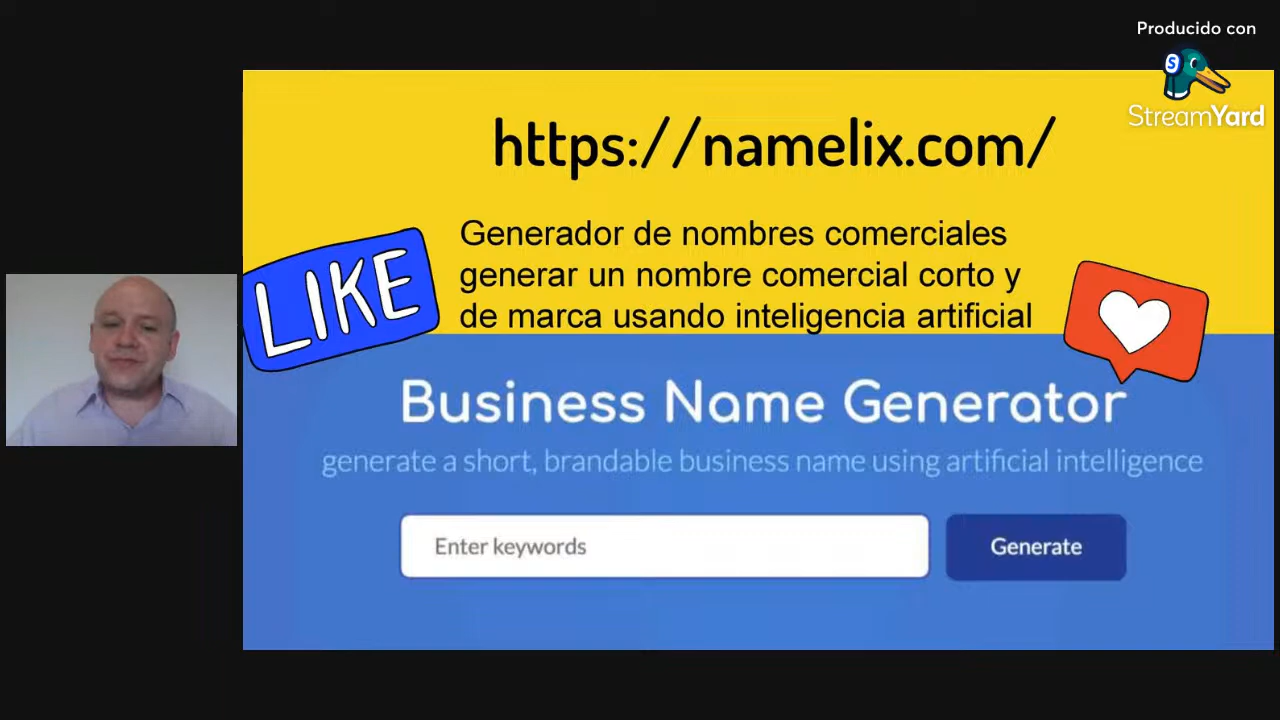 Producido con
S
StreamYard
https://namelix.com/
Generador de nombres comerciales
generar un nombre comercial corto y
de marca usando inteligencia artificial
LIKE
Business Name Generator
generate a short, brandable business name using artificial intelligence
Enter keywords
Generate